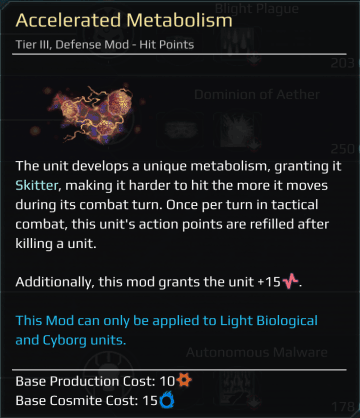 Blight Plague
Accelerated Metabolism
Tier III, Defense Mod - Hit Points
203
Dominion of Aether
250
The unit develops a unique metabolism, granting it
Skitter, making it harder to hit the more it moves
during its combat turn. Once per turn in tactical
combat, this unit's action points are refilled after
killing a unit.
Additionally, this mod grants the unit +15.
This Mod can only be applied to Light Biological
and Cyborg units.
Autonomous Malware
Base Production Cost: 10
Base Cosmite Cost: 15
178